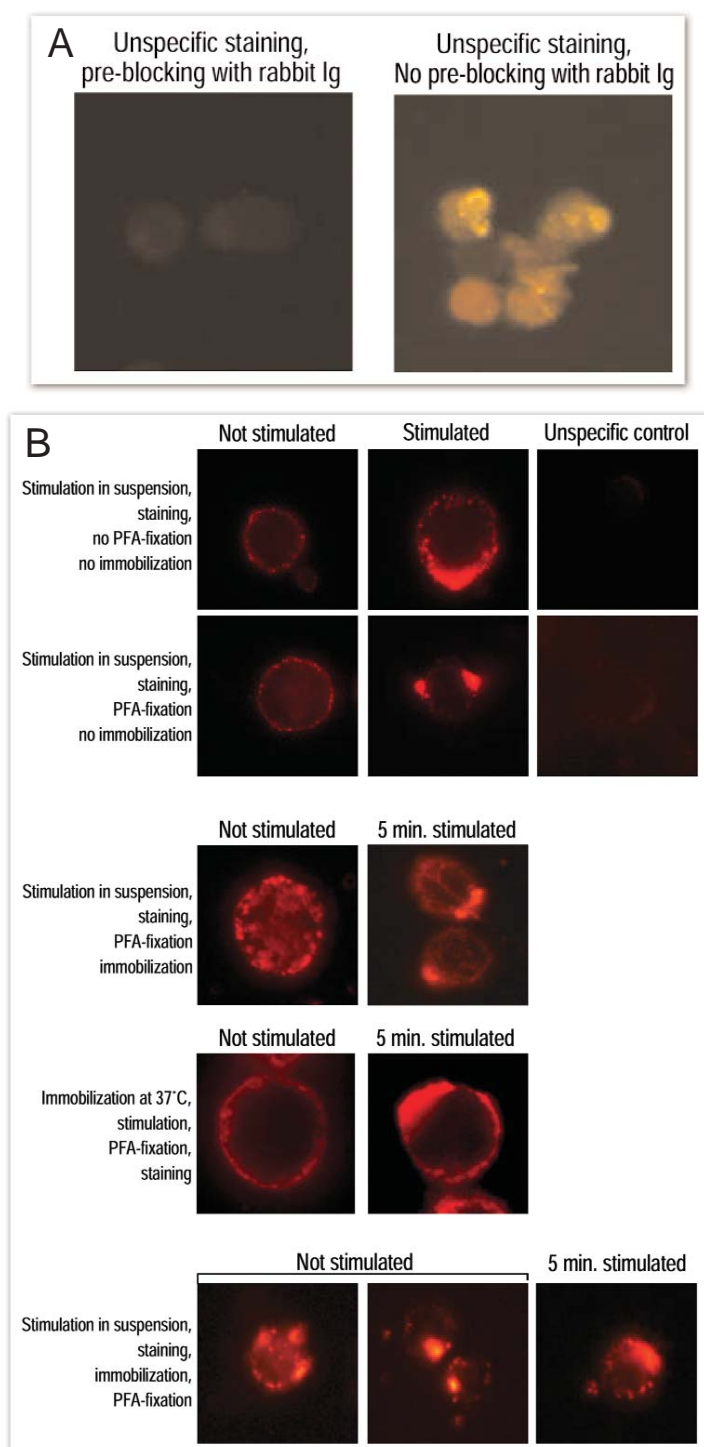 A
Unspecific staining,
pre-blocking with rabbit Ig
Unspecific staining,
No pre-blocking with rabbit Ig
B
Not stimulated
Stimulated
Unspecific control
Stimulation in suspension,
staining,
no PFA-fixation
no immobilization
Stimulation in suspension,
staining,
PFA-fixation
no immobilization
Not stimulated
5 min. stimulated
Stimulation in suspension,
staining,
PFA-fixation
immobilization
Not stimulated
5 min. stimulated
Immobilization at 37˚C,
stimulation,
PFA-fixation,
staining
Not stimulated
5 min. stimulated
Stimulation in suspension,
staining,
immobilization,
PFA-fixation